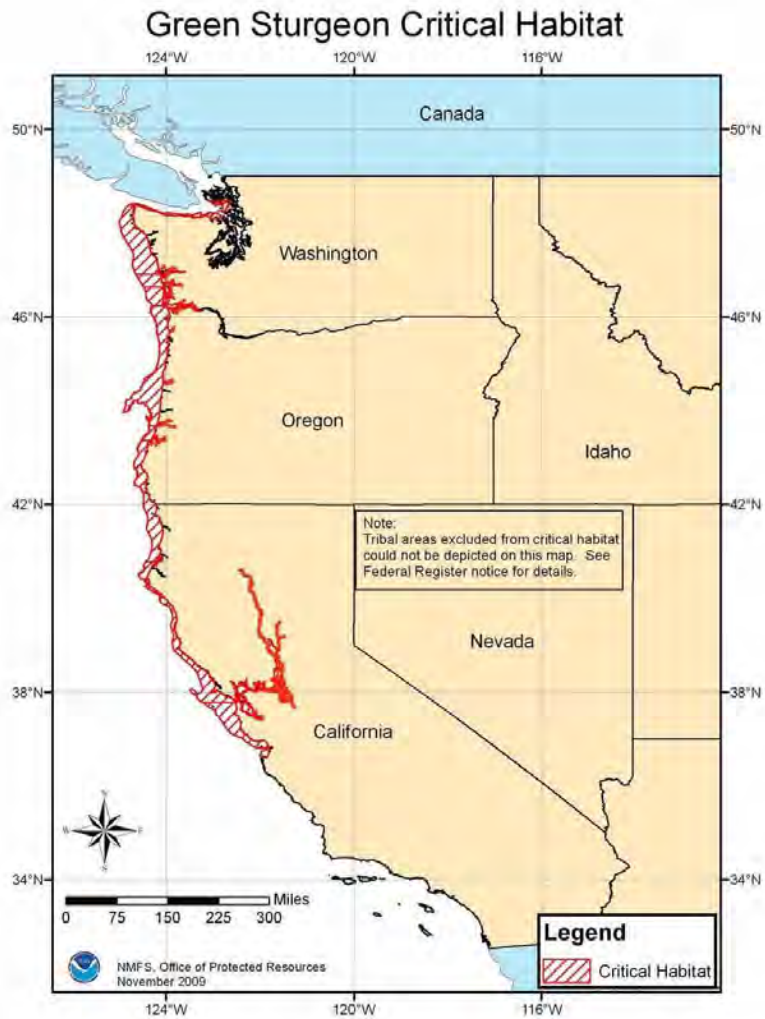 Green Sturgeon Critical Habitat
124°W
120°W
116°W
50°N
Canada
50°N
Washington
46°N
46°N
Oregon
Idaho
42°N
42°N
Note:
Tribal areas excluded from critical habitat
could not be depicted on this map. See
Federal Register notice for details.
Nevada
38°N
38°N
California
N
W
E
S
34°N
34°N
Miles
0 75 150 225 300
Legend
Critical Habitat
NMFS, Office of Protected Resources
November 2009
124°W
120°W
116°W